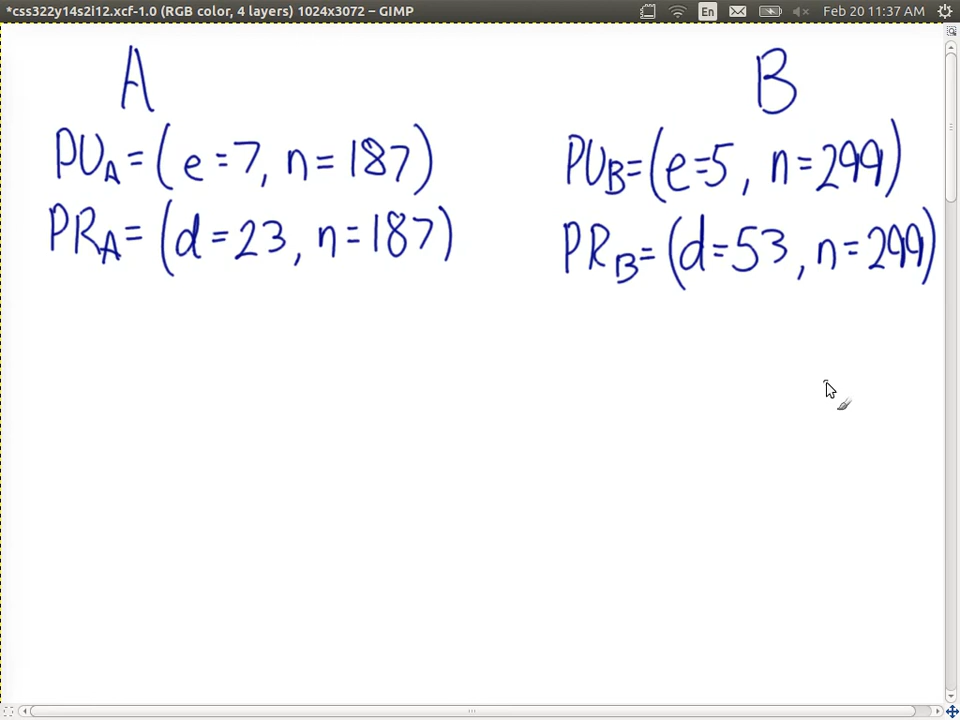 *css322y14s2i12.xcf-1.0 (RGB color, 4 layers) 1024x3072 – GIMP
En
Feb 20 11:37 AM
A
PU_A = (e = 7, n = 187)
PR_A = (d = 23, n = 187)
B
PU_B = (e = 5, n = 299)
PR_B = (d = 53, n = 299)